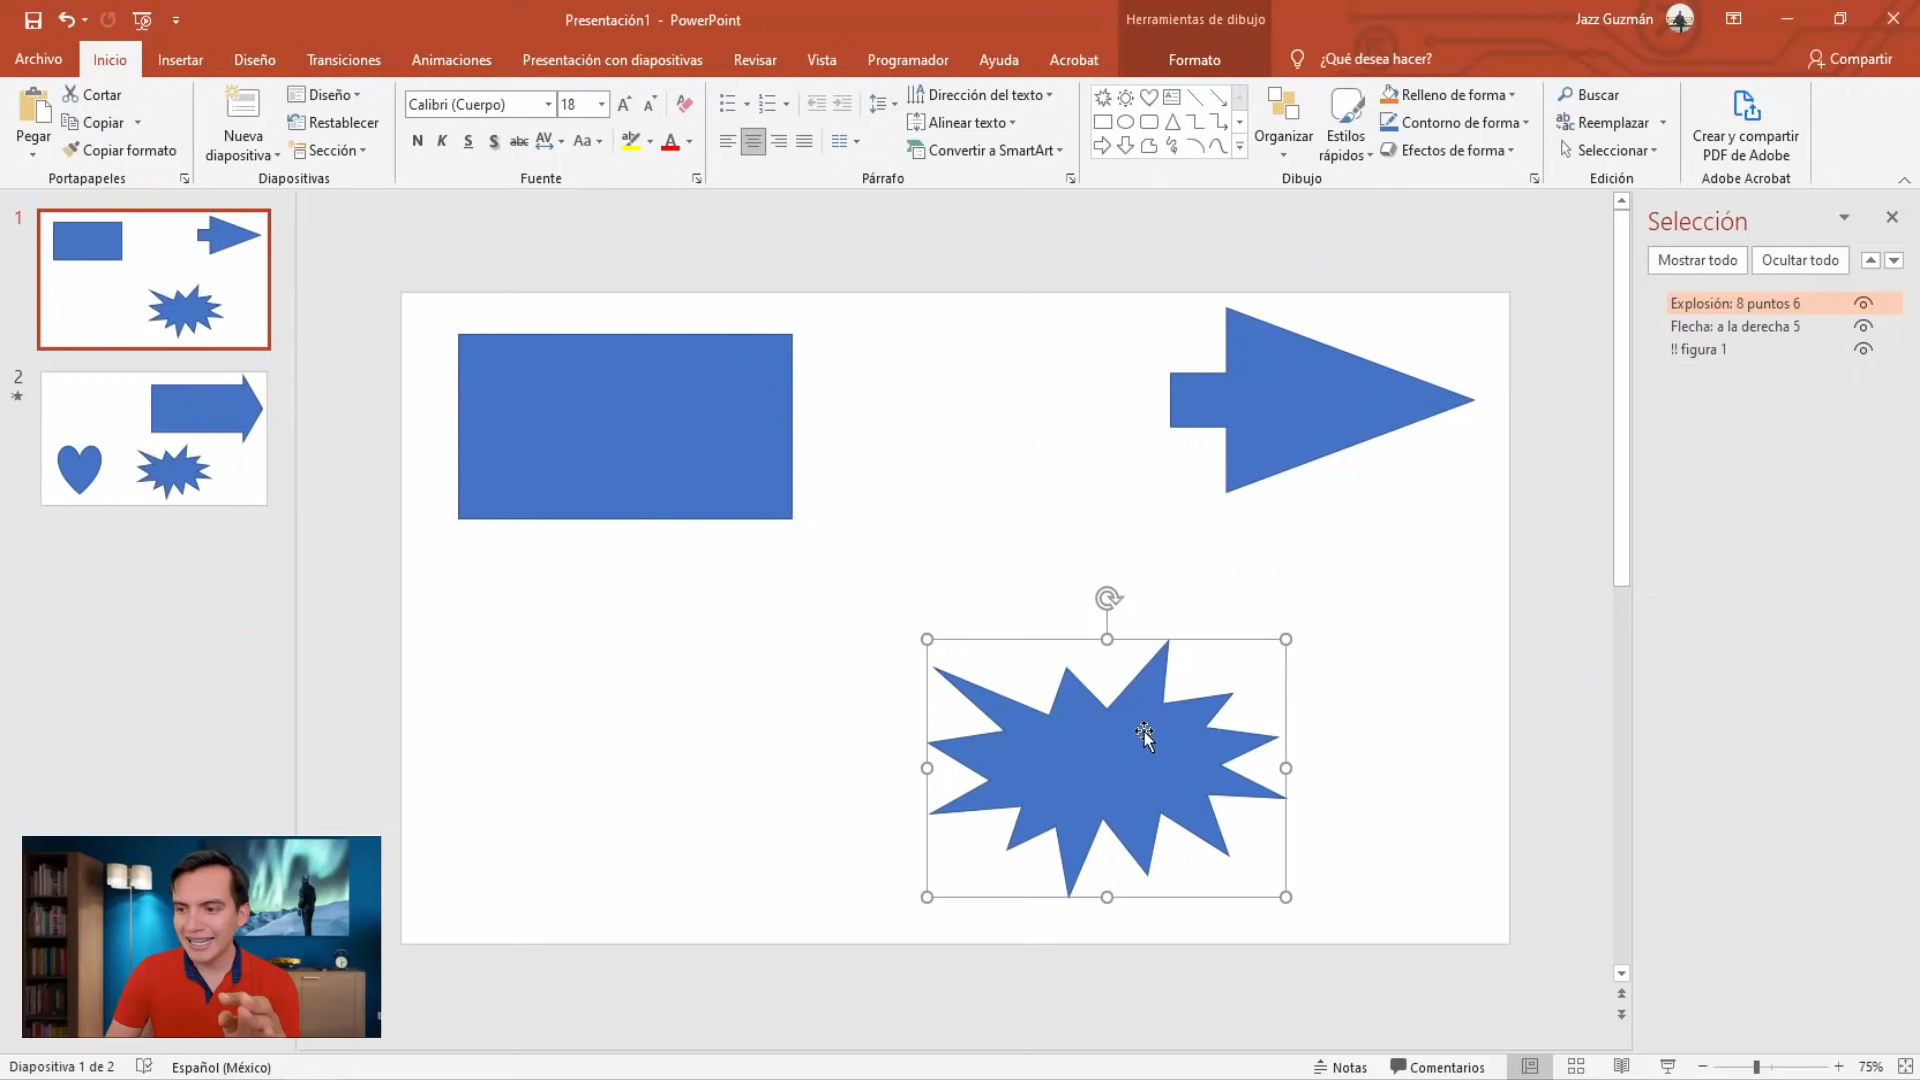 Presentación1 - PowerPoint
Herramientas de dibujo
Jazz Guzmán
Archivo
Inicio
Insertar
Diseño
Transiciones
Animaciones
Presentación con diapositivas
Revisar
Vista
Programador
Ayuda
Acrobat
Formato
¿Qué desea hacer?
Compartir
Pegar
Cortar
Copiar
Copiar formato
Portapapeles
Nueva
diapositiva
Diseño
Restablecer
Sección
Diapositivas
Calibri (Cuerpo)
18
N K S S abc AV Aa aby A
Fuente
Dirección del texto
Alinear texto
Convertir a SmartArt
Párrafo
Organizar
Estilos
rápidos
Relleno de forma
Contorno de forma
Efectos de forma
Dibujo
Buscar
Reemplazar
Seleccionar
Edición
Crear y compartir
PDF de Adobe
Adobe Acrobat
1
2
Selección
Mostrar todo
Ocultar todo
Explosión: 8 puntos 6
Flecha: a la derecha 5
!! figura 1
Diapositiva 1 de 2
Español (México)
Notas
Comentarios
75%